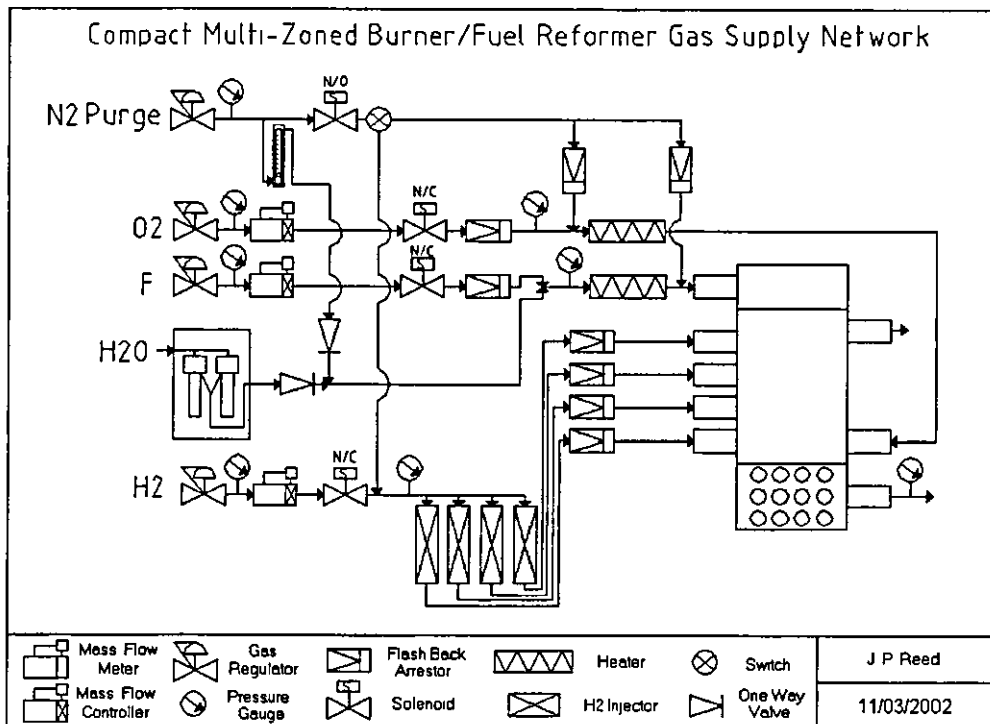 Compact Multi-Zoned Burner/Fuel Reformer Gas Supply Network
N/O
N2 Purge
N/C
O2
N/C
F
H2O
N/C
H2
Mass Flow Meter
Gas Regulator
Flash Back Arrestor
Heater
Switch
J P Reed
Mass Flow Controller
Pressure Gauge
Solenoid
H2 Injector
One Way Valve
11/03/2002